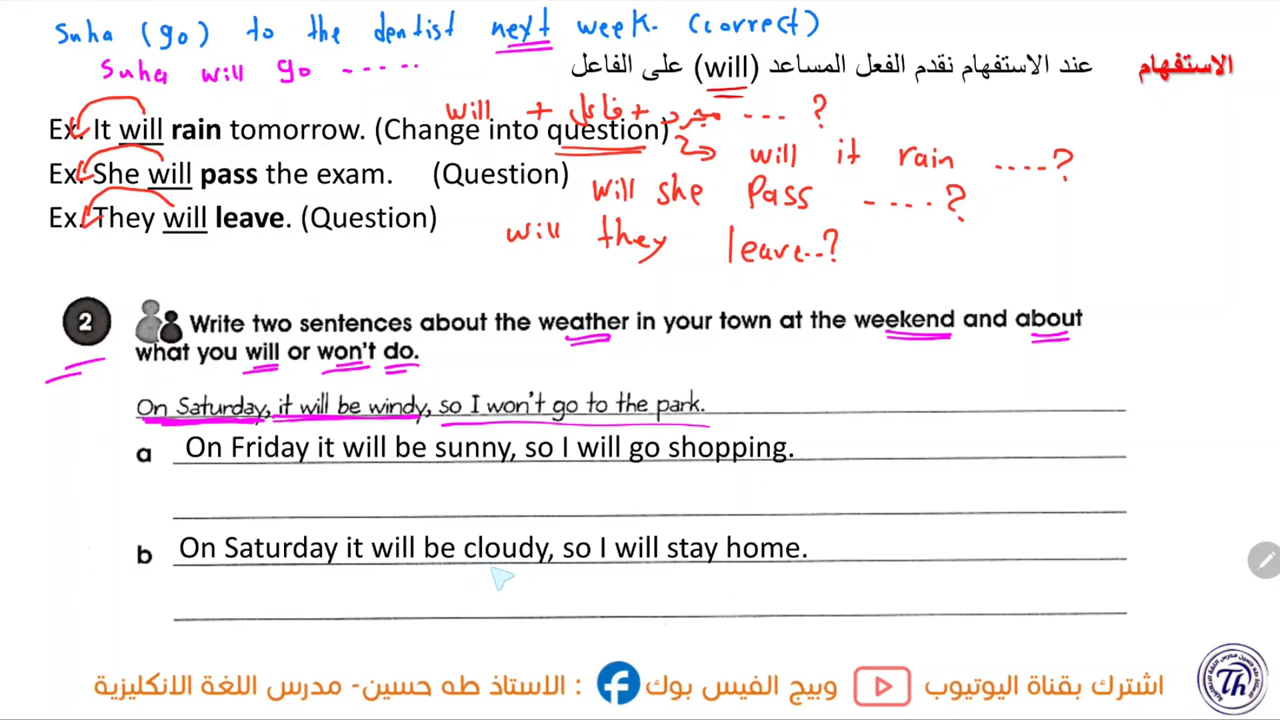 Suha (go) to the dentist next week. (correct)
Suha will go -----
الاستفهام عند الاستفهام نقدم الفعل المساعد (will) على الفاعل
will + فاعل + مجرد ... ?
Ex. It will rain tomorrow. (Change into question)
will it rain ....?
Ex. She will pass the exam. (Question)
will she Pass ....?
Ex. They will leave. (Question)
will they leave..?
2 Write two sentences about the weather in your town at the weekend and about
what you will or won't do.
On Saturday, it will be windy, so I won't go to the park.
a On Friday it will be sunny, so I will go shopping.
b On Saturday it will be cloudy, so I will stay home.
اشترك بقناة اليوتيوب وبيج الفيس بوك : الاستاذ طه حسين- مدرس اللغة الانكليزية
Th